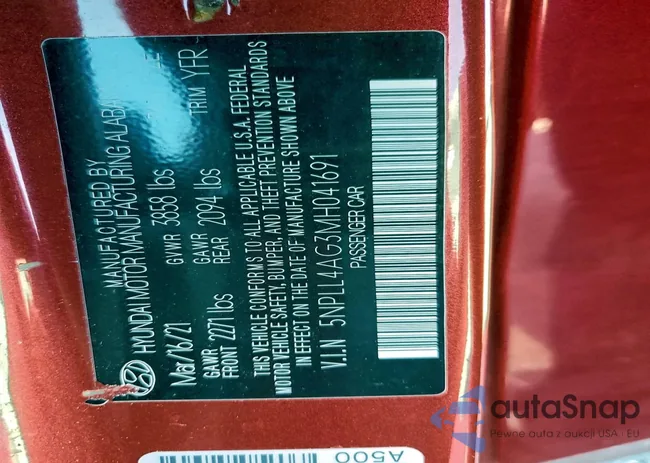 MANUFACTURED BY
HYUNDAI MOTOR MANUFACTURING ALABA
Mar/16/21 GVWR 3858 lbs
GAWR FRONT 2271 lbs GAWR REAR 2094 lbs TRIM YFR
THIS VEHICLE CONFORMS TO ALL APPLICABLE U.S.A. FEDERAL
MOTOR VEHICLE SAFETY, BUMPER, AND THEFT PREVENTION STANDARDS
IN EFFECT ON THE DATE OF MANUFACTURE SHOWN ABOVE
V.I.N 5NPLL4AG3MH041691
PASSENGER CAR
A500
autaSnap
Pewne auta z aukcji USA - EU